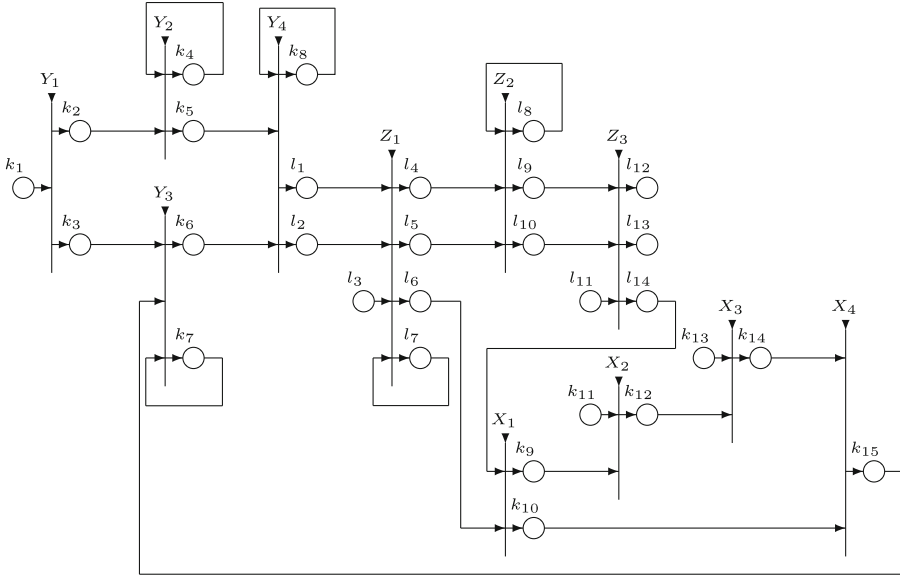 Y₂ Y₄
k₄ k₈
Y₁ Z₂
k₂ k₅ l₈
Z₁ Z₃
k₁ l₁ l₄ l₉ l₁₂
Y₃
k₃ k₆ l₂ l₅ l₁₀ l₁₃
l₃ l₆ l₁₁ l₁₄
X₃ X₄
k₇ l₇ k₁₃ k₁₄
X₂
k₁₁ k₁₂
X₁
k₉ k₁₅
k₁₀